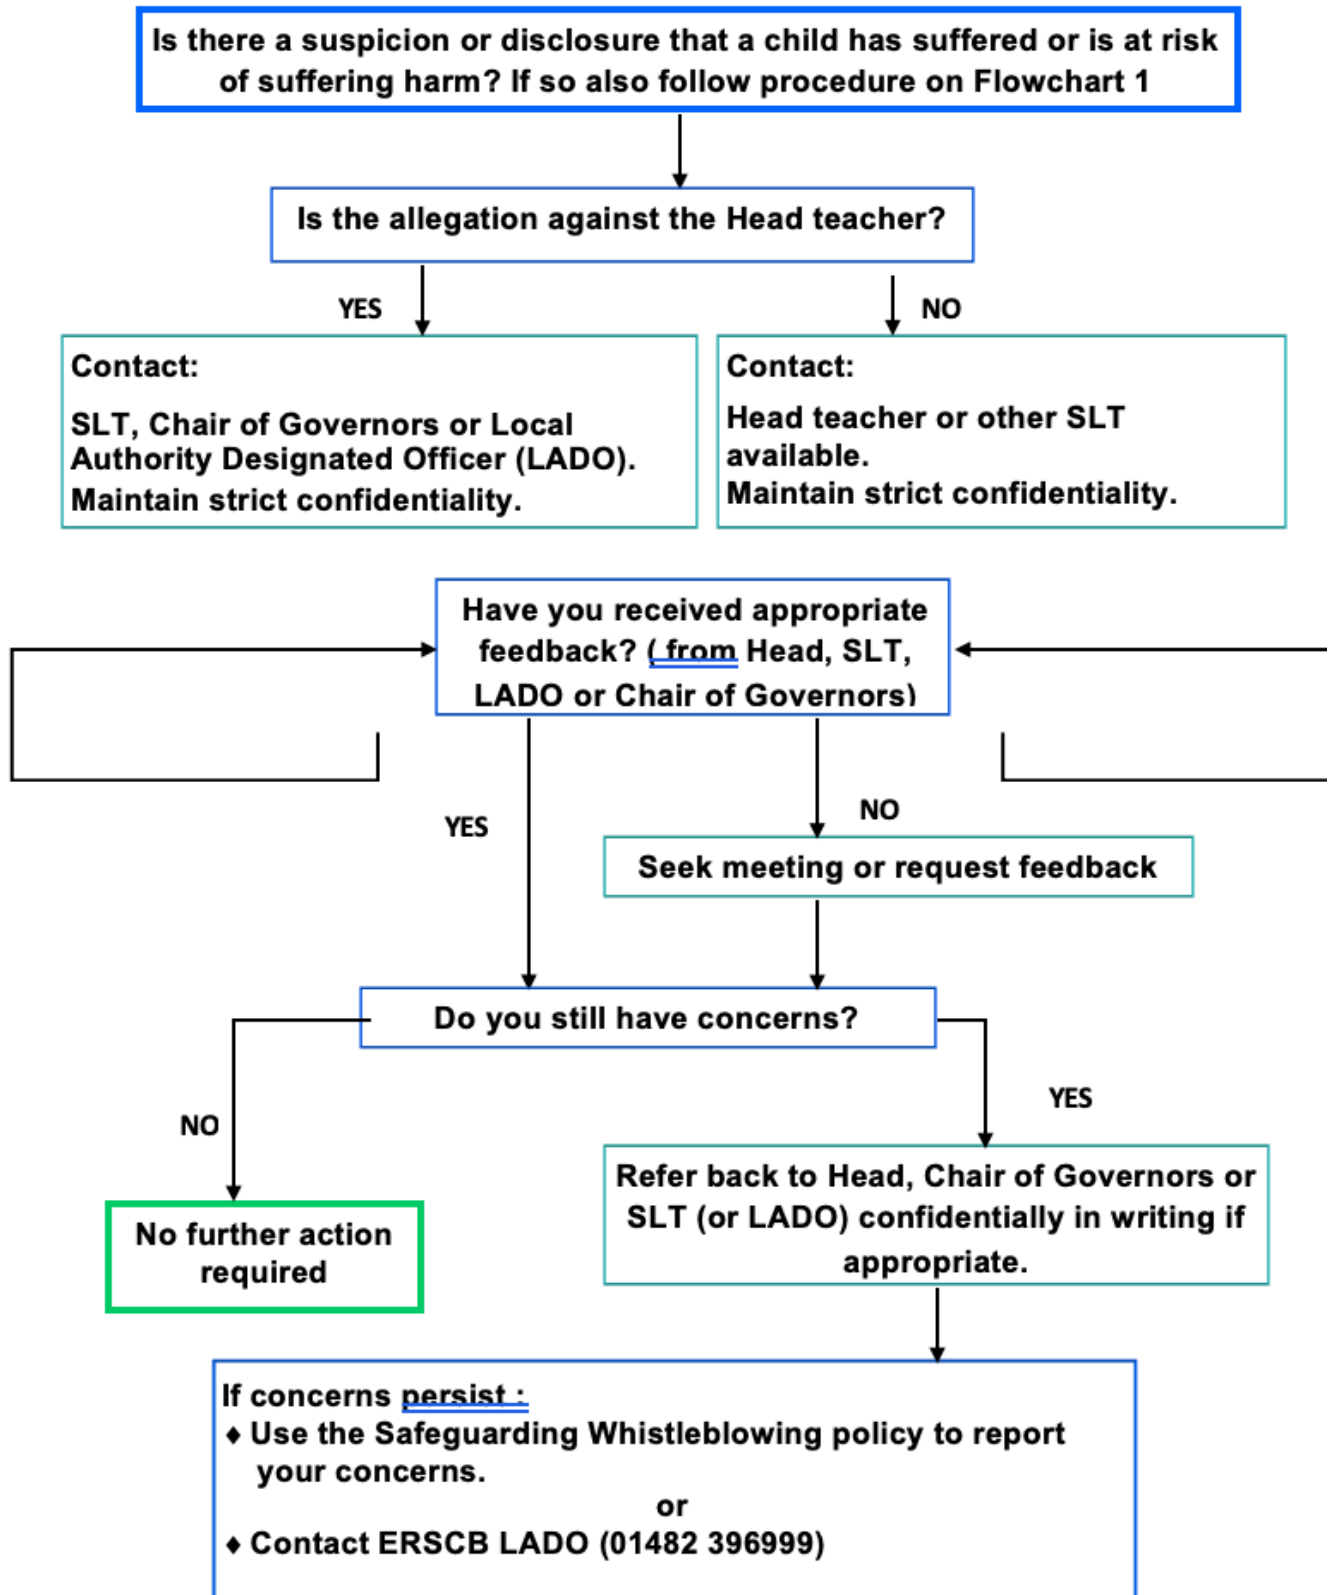 Is there a suspicion or disclosure that a child has suffered or is at risk
of suffering harm? If so also follow procedure on Flowchart 1
Is the allegation against the Head teacher?
YES
NO
Contact:
SLT, Chair of Governors or Local
Authority Designated Officer (LADO).
Maintain strict confidentiality.
Contact:
Head teacher or other SLT
available.
Maintain strict confidentiality.
Have you received appropriate
feedback? ( from Head, SLT,
LADO or Chair of Governors)
YES
NO
Seek meeting or request feedback
Do you still have concerns?
NO
YES
No further action
required
Refer back to Head, Chair of Governors or
SLT (or LADO) confidentially in writing if
appropriate.
If concerns persist :
♦ Use the Safeguarding Whistleblowing policy to report
your concerns.
or
♦ Contact ERSCB LADO (01482 396999)